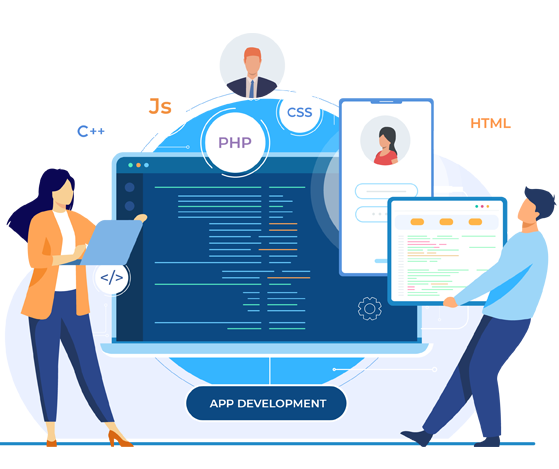 Js
CSS
C++
HTML
PHP
</>
APP DEVELOPMENT